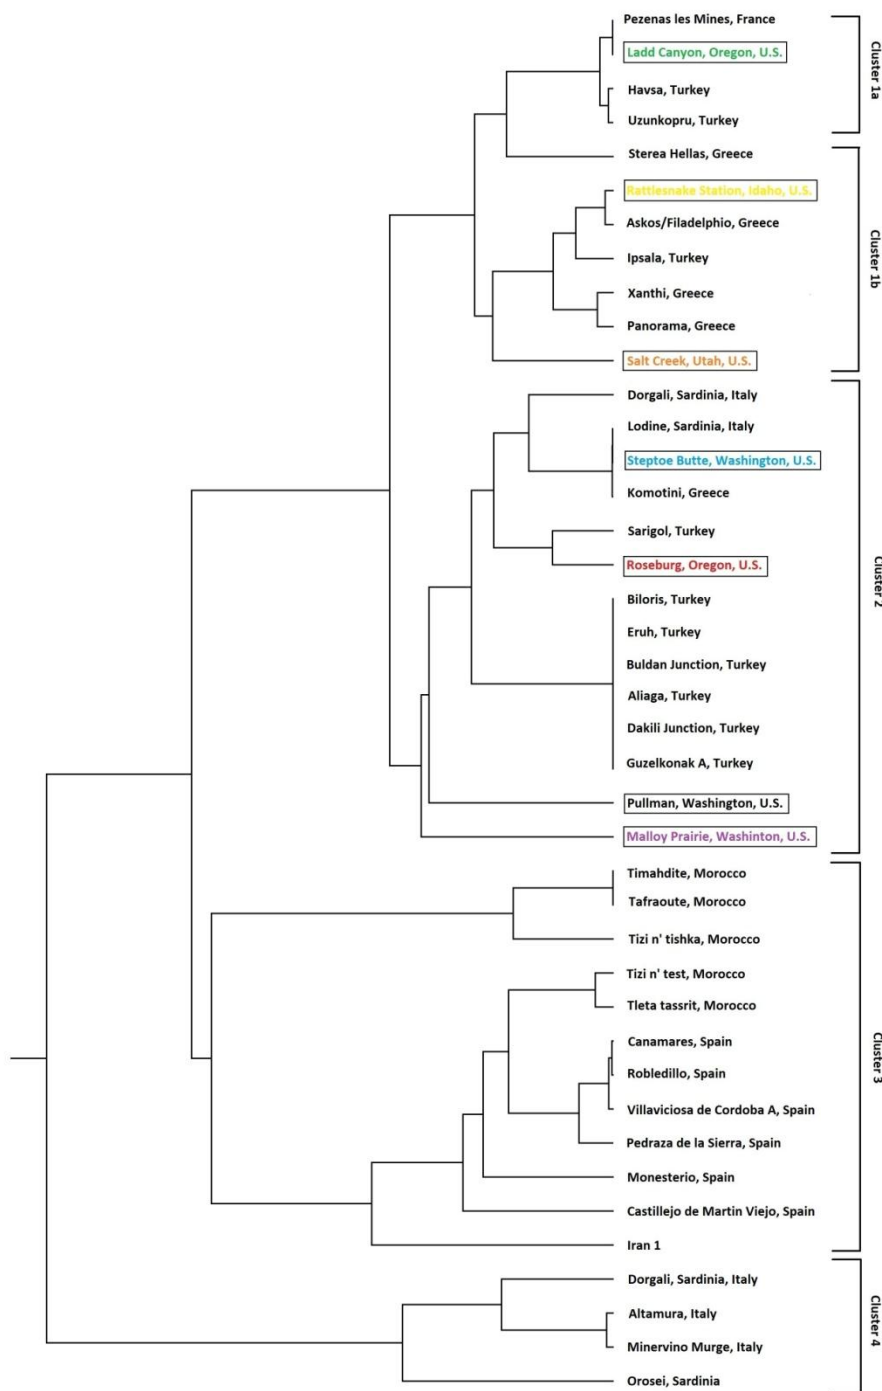 Pezenas les Mines, France
Ladd Canyon, Oregon, U.S.
Havsa, Turkey
Uzunkopru, Turkey
Cluster 1a
Sterea Hellas, Greece
Rattlesnake Station, Idaho, U.S.
Askos/Filadelphio, Greece
Ipsala, Turkey
Xanthi, Greece
Panorama, Greece
Salt Creek, Utah, U.S.
Cluster 1b
Dorgali, Sardinia, Italy
Lodine, Sardinia, Italy
Steptoe Butte, Washington, U.S.
Komotini, Greece
Sarigol, Turkey
Roseburg, Oregon, U.S.
Biloris, Turkey
Eruh, Turkey
Buldan Junction, Turkey
Aliaga, Turkey
Dakili Junction, Turkey
Guzelkonak A, Turkey
Pullman, Washington, U.S.
Malloy Prairie, Washinton, U.S.
Cluster 2
Timahdite, Morocco
Tafraoute, Morocco
Tizi n' tishka, Morocco
Tizi n' test, Morocco
Tleta tassrit, Morocco
Canamares, Spain
Robledillo, Spain
Villaviciosa de Cordoba A, Spain
Pedraza de la Sierra, Spain
Monesterio, Spain
Castillejo de Martin Viejo, Spain
Iran 1
Cluster 3
Dorgali, Sardinia, Italy
Altamura, Italy
Minervino Murge, Italy
Orosei, Sardinia
Cluster 4